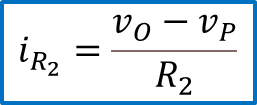 i_{R_2} = \frac{v_O - v_P}{R_2}